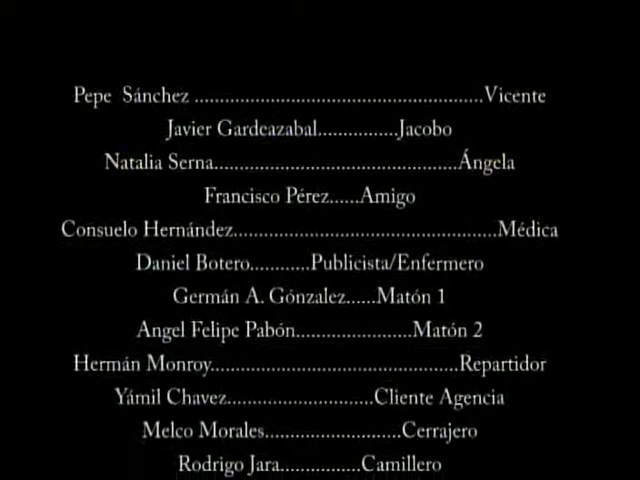 Pepe  Sánchez ..........................................................Vicente
Javier Gardeazabal................Jacobo
Natalia Serna.................................................Ángela
Francisco Pérez......Amigo
Consuelo Hernández.....................................................Médica
Daniel Botero............Publicista/Enfermero
Germán A. Gónzalez......Matón 1
Angel Felipe Pabón.......................Matón 2
Hermán Monroy..................................................Repartidor
Yámil Chavez.............................Cliente Agencia
Melco Morales...........................Cerrajero
Rodrigo Jara................Camillero